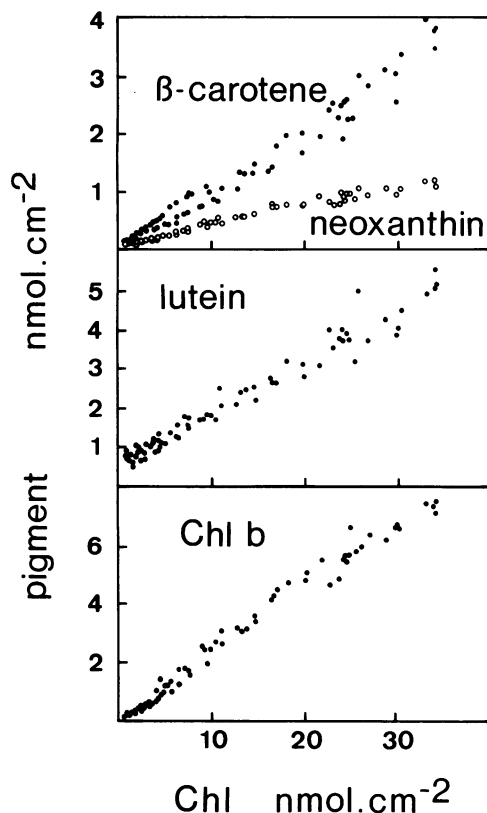 4
3
2
1
ß-carotene
neoxanthin
nmol.cm-2
5
4
3
2
1
lutein
pigment
6
4
2
Chl b
10 20 30
Chl nmol.cm-2